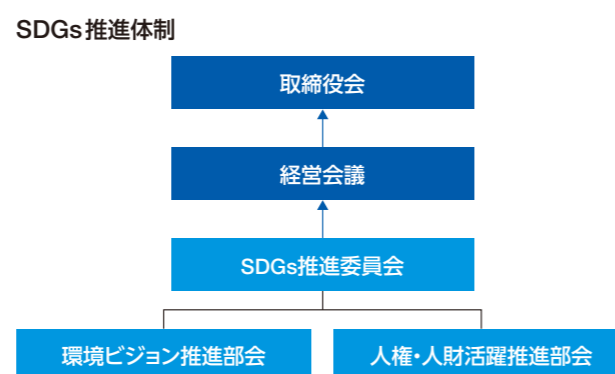 SDGs推進体制
取締役会
経営会議
SDGs推進委員会
環境ビジョン推進部会
人権・人財活躍推進部会